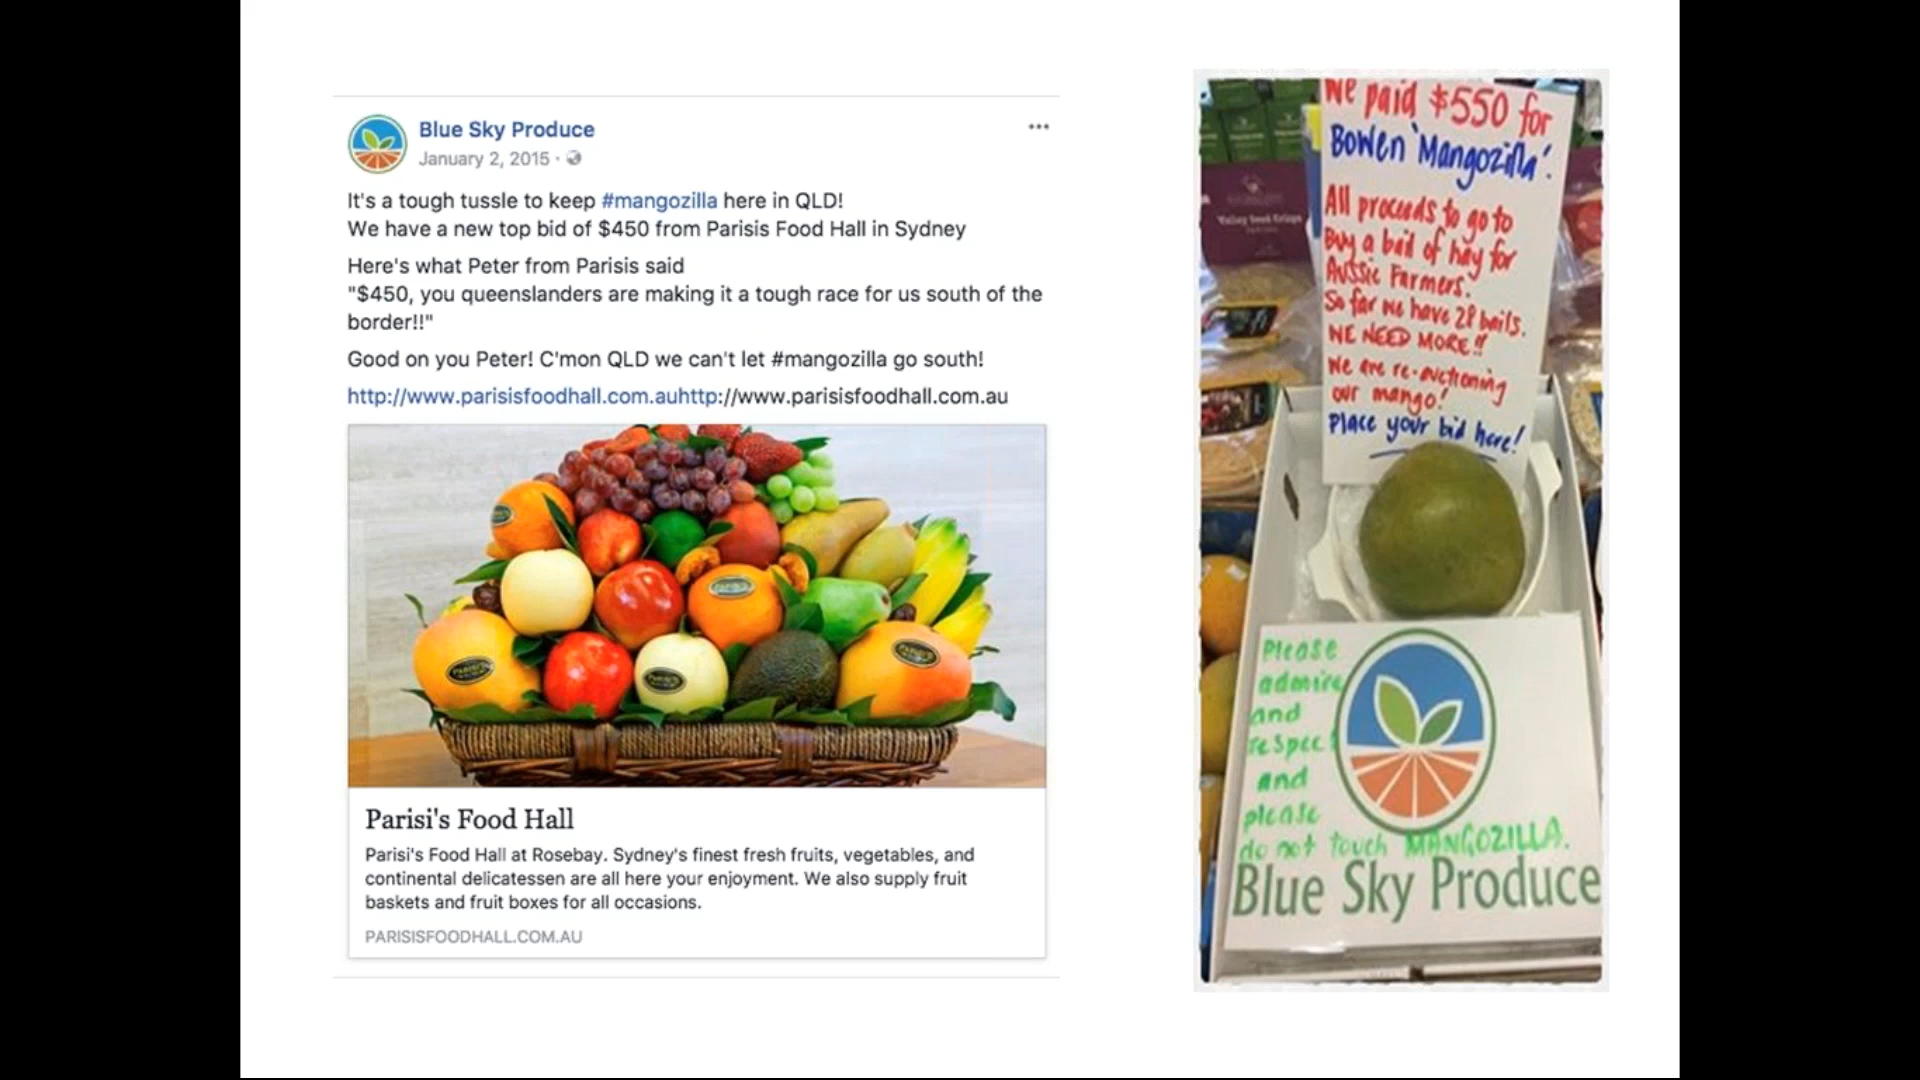 Blue Sky Produce
January 2, 2015
It's a tough tussle to keep #mangozilla here in QLD!
We have a new top bid of $450 from Parisis Food Hall in Sydney
Here's what Peter from Parisis said
"$450, you queenslanders are making it a tough race for us south of the
border!!"
Good on you Peter! C'mon QLD we can't let #mangozilla go south!
http://www.parisisfoodhall.com.auhttp://www.parisisfoodhall.com.au
Parisi's Food Hall
Parisi's Food Hall at Rosebay. Sydney's finest fresh fruits, vegetables, and
continental delicatessen are all here your enjoyment. We also supply fruit
baskets and fruit boxes for all occasions.
PARISISFOODHALL.COM.AU
We paid $550 for
Bowen 'Mangozilla'.
All proceeds to go to
Buy a bail of hay for
Aussie Farmers.
So far we have 28 bails.
WE NEED MORE!!
We are re-auctioning
our mango!
Place your bid here!
Please
admire
and
respect
and
please
do not touch MANGOZILLA.
Blue Sky Produce